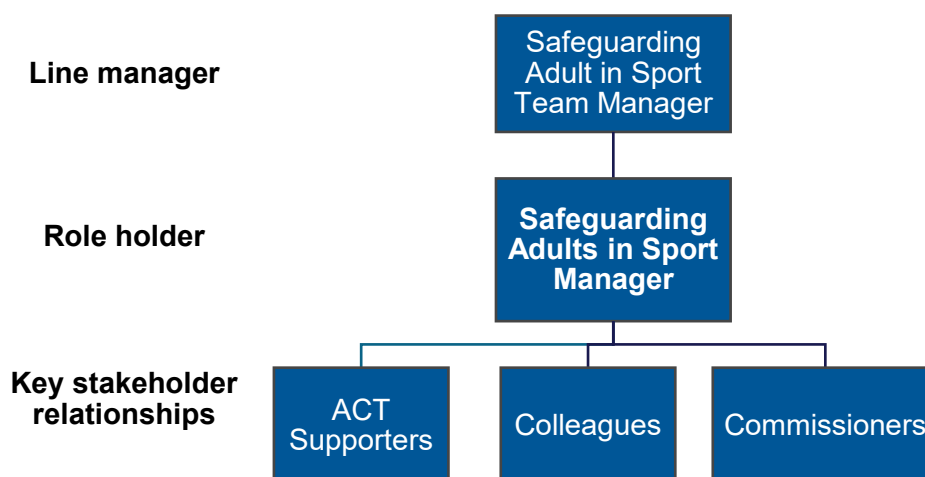 Line manager
Safeguarding
Adult in Sport
Team Manager
Role holder
Safeguarding
Adults in Sport
Manager
Key stakeholder
relationships
ACT
Supporters
Colleagues
Commissioners